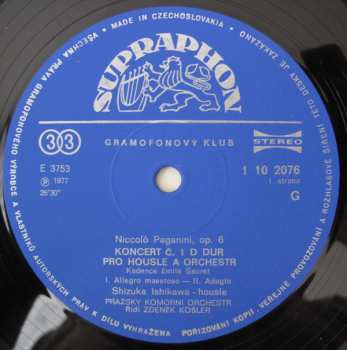 SUPRAPHON
GRAMOFONOVÝ KLUB
33
STEREO
E 3753
℗ 1977
26'30"
1 10 2076
1. strana
G
Niccolò Paganini, op. 6
KONCERT Č. 1 D DUR
PRO HOUSLE A ORCHESTR
Kadence Emile Sauret
I. Allegro maestoso — II. Adagio
Shizuka Ishikawa - housle
PRAŽSKÝ KOMORNÍ ORCHESTR
Řídí ZDENĚK KOŠLER
VŠECHNA PRÁVA GRAMOFONOVÉHO VÝROBCE A VLASTNÍKŮ AUTORSKÝCH PRÁV K DÍLU VYHRAŽENA POŘIZOVÁNÍ KOPIÍ, VEŘEJNÉ PROVOZOVÁNÍ A ROZHLASOVÉ ŠÍŘENÍ TÉTO DESKY JE ZAKÁZÁNO • MADE IN CZECHOSLOVAKIA •